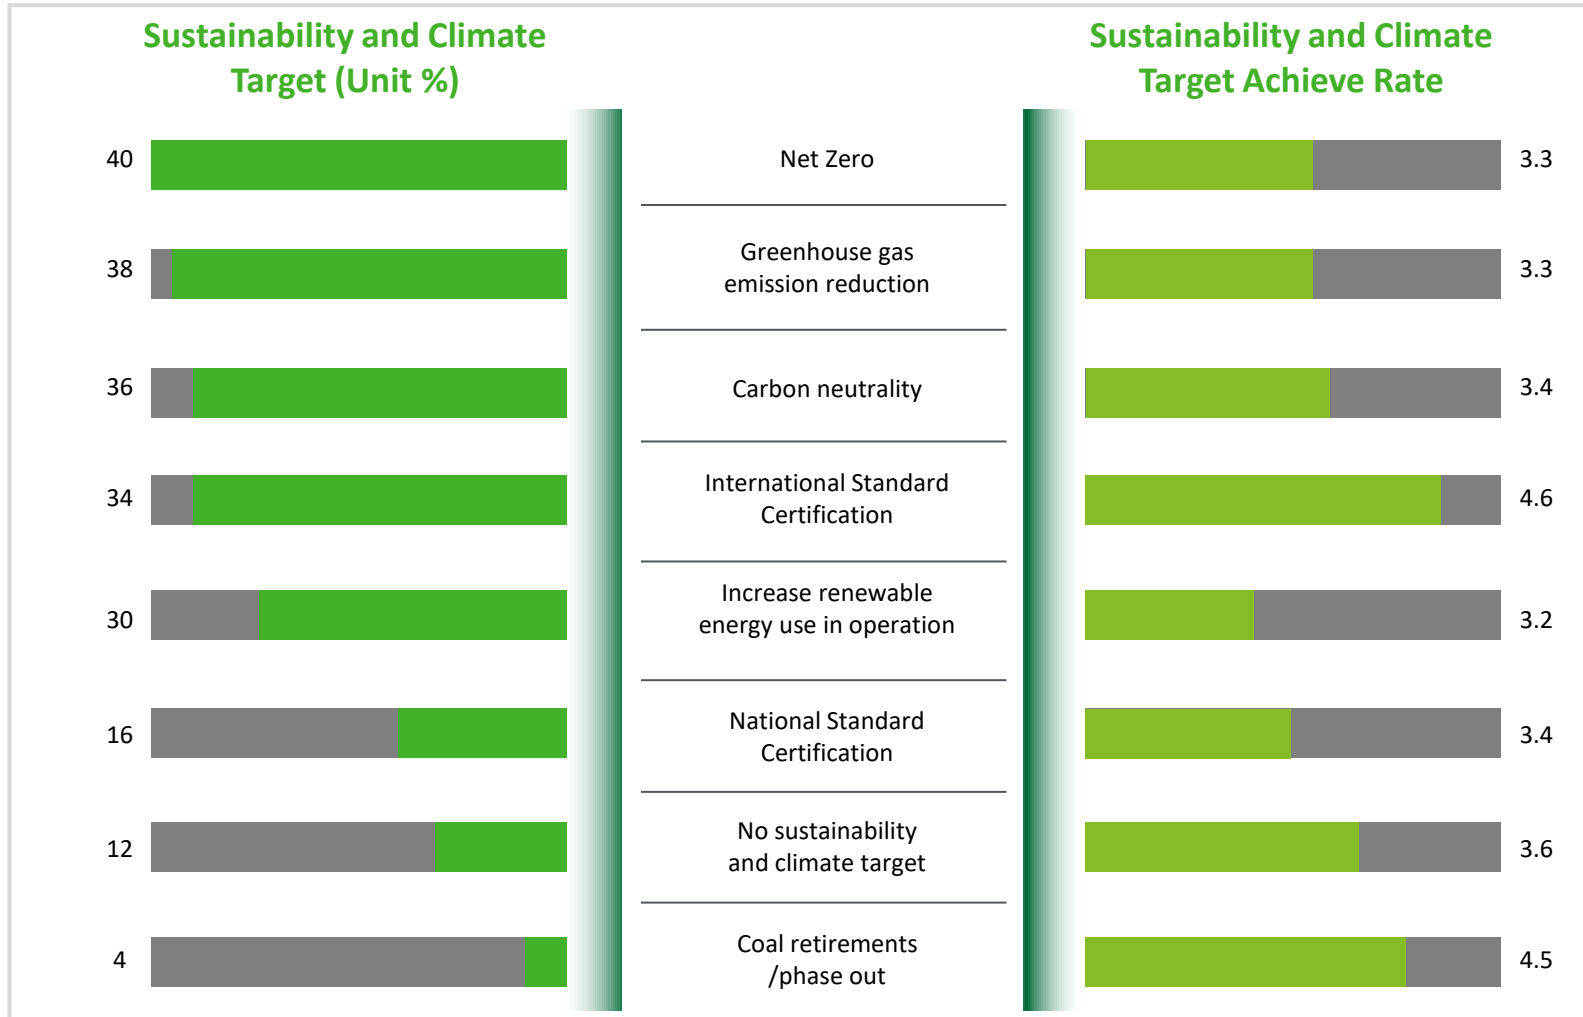 Sustainability and Climate
Target (Unit %)
Sustainability and Climate
Target Achieve Rate
40
Net Zero
3.3
38
Greenhouse gas
emission reduction
3.3
36
Carbon neutrality
3.4
34
International Standard
Certification
4.6
30
Increase renewable
energy use in operation
3.2
16
National Standard
Certification
3.4
12
No sustainability
and climate target
3.6
4
Coal retirements
/phase out
4.5